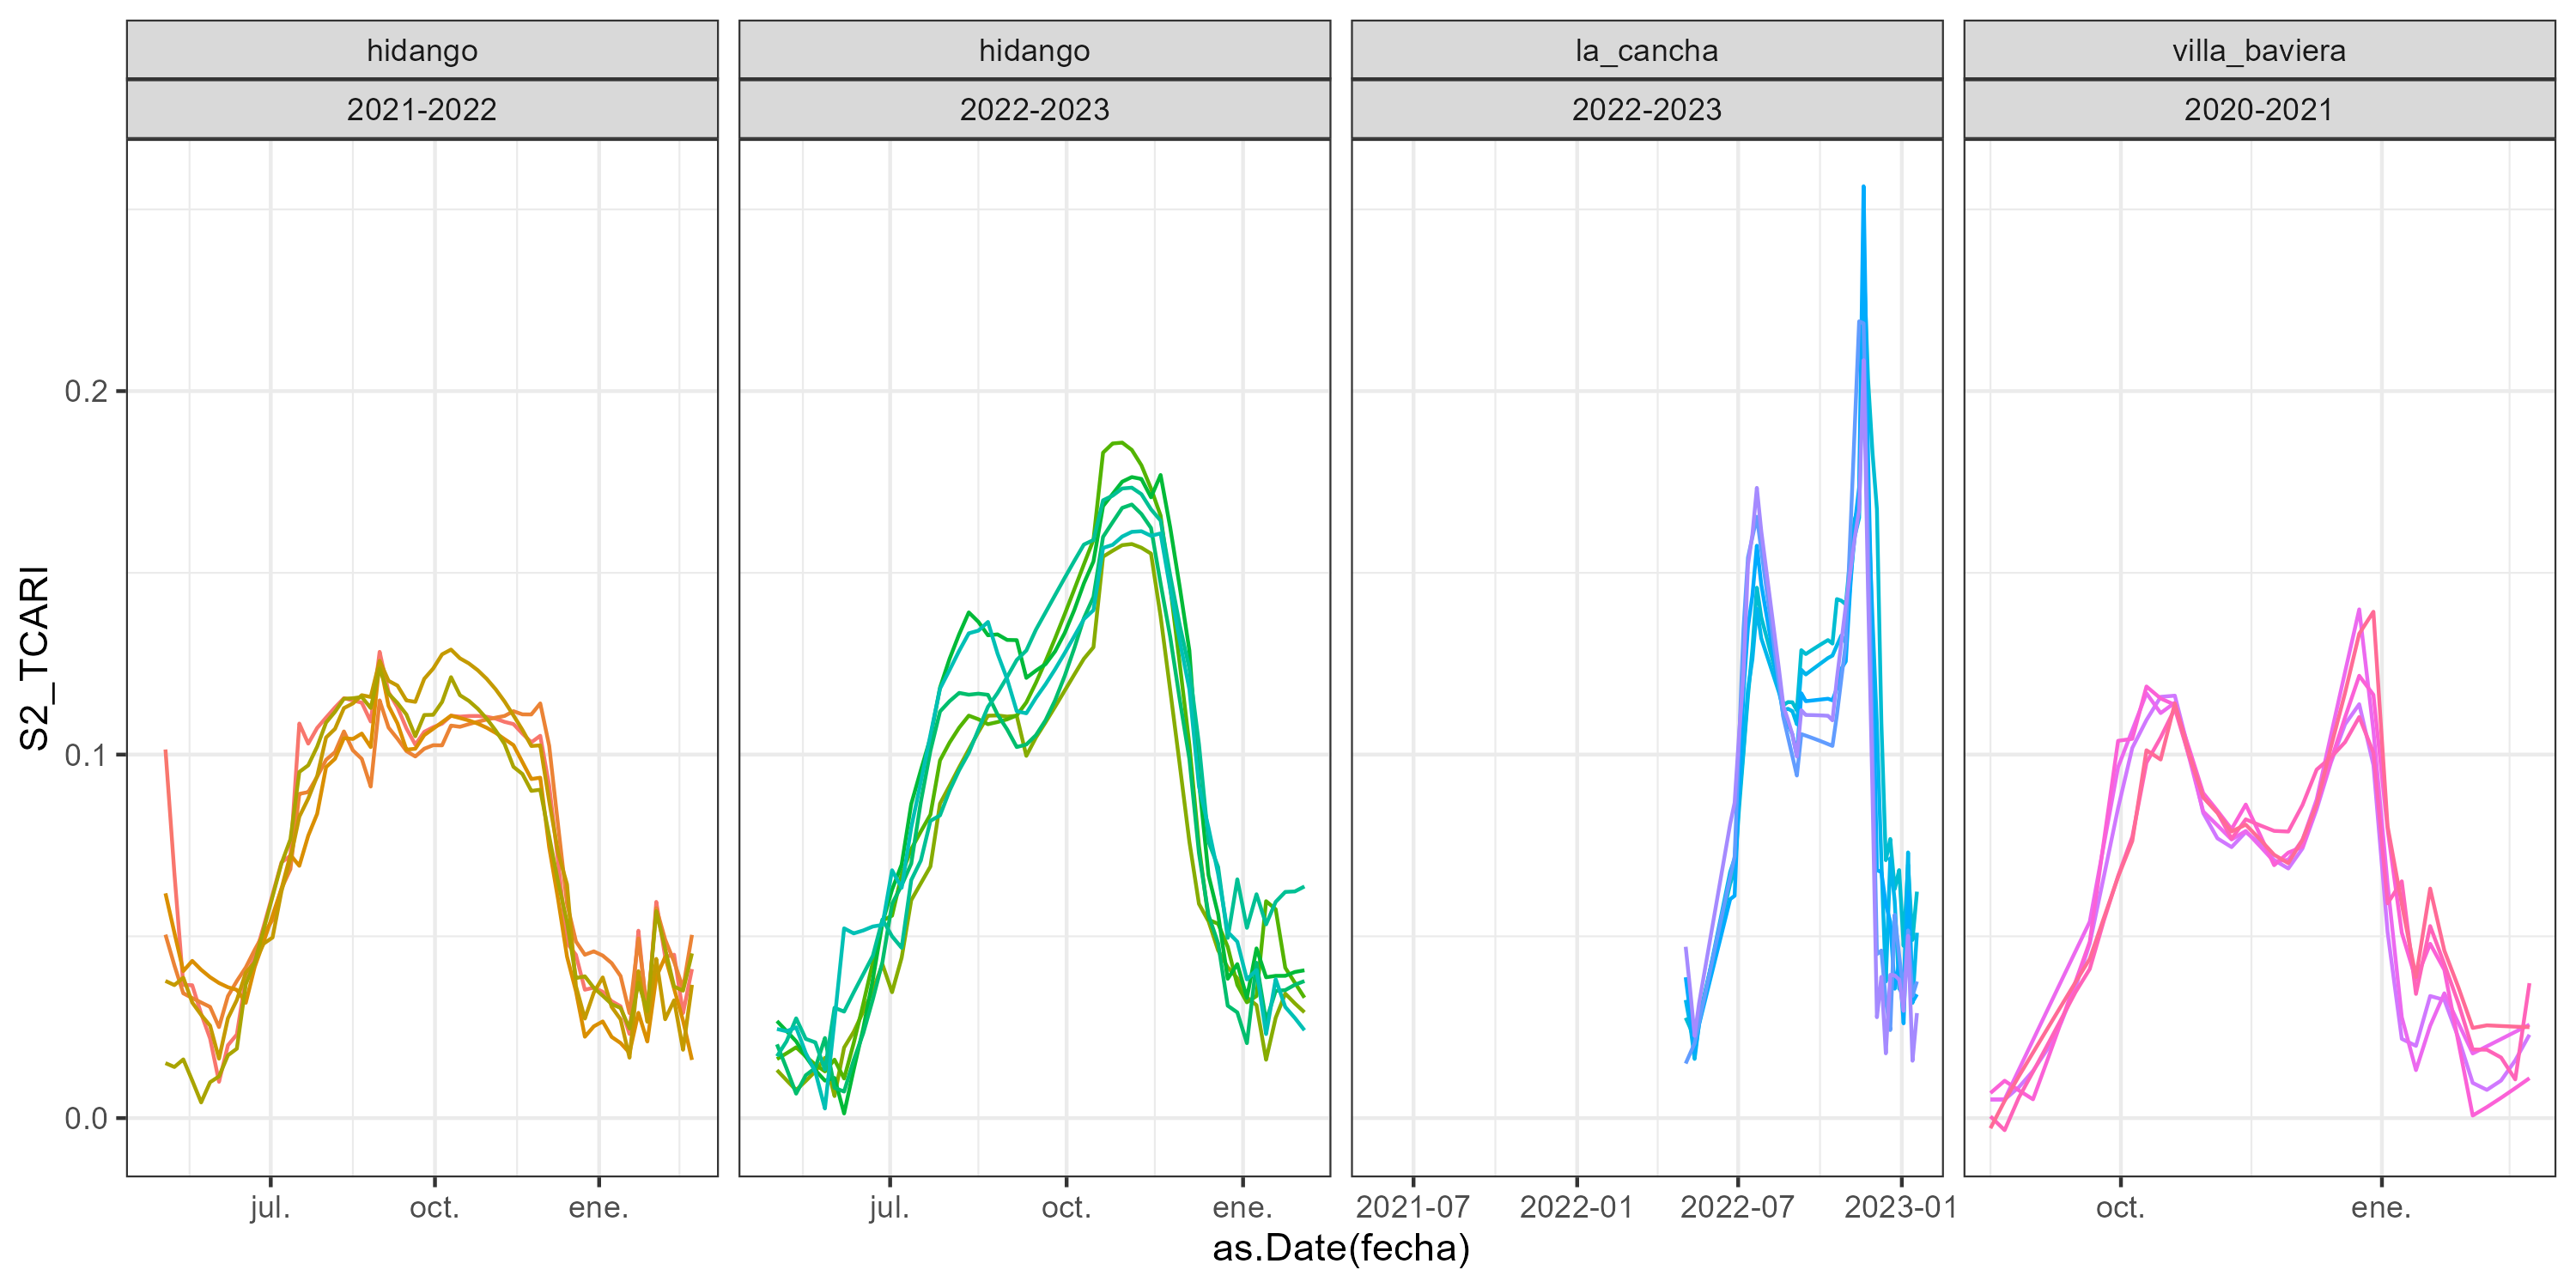 hidango hidango la_cancha villa_baviera
2021-2022 2022-2023 2022-2023 2020-2021
S2_TCARI
0.2
0.1
0.0
jul. oct. ene. jul. oct. ene. 2021-07 2022-01 2022-07 2023-01 oct. ene.
as.Date(fecha)